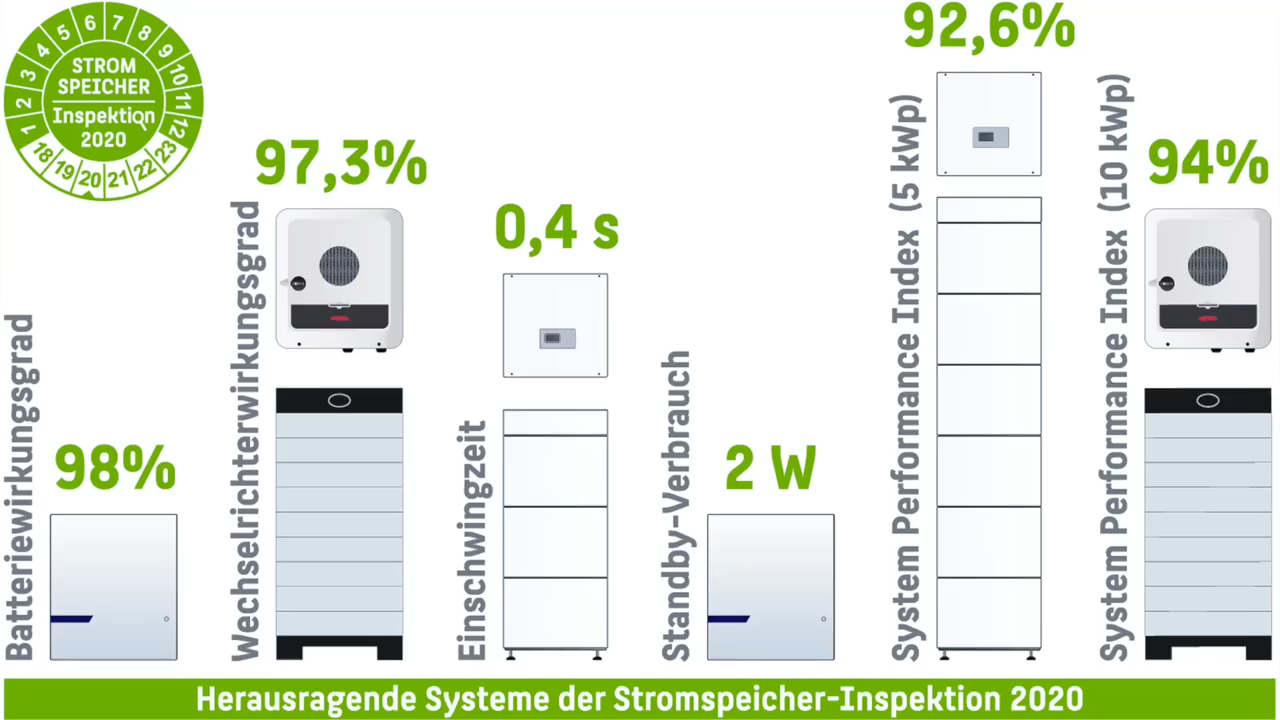 1 2 3 4 5 6 7 8 9 10 11 12
STROM
SPEICHER
Inspektion
2020
18 19 20 21 22 23
Batteriewirkungsgrad
98%
Wechselrichterwirkungsgrad
97,3%
Einschwingzeit
0,4 s
Standby-Verbrauch
2 W
System Performance Index (5 kWp)
92,6%
System Performance Index (10 kWp)
94%
Herausragende Systeme der Stromspeicher-Inspektion 2020